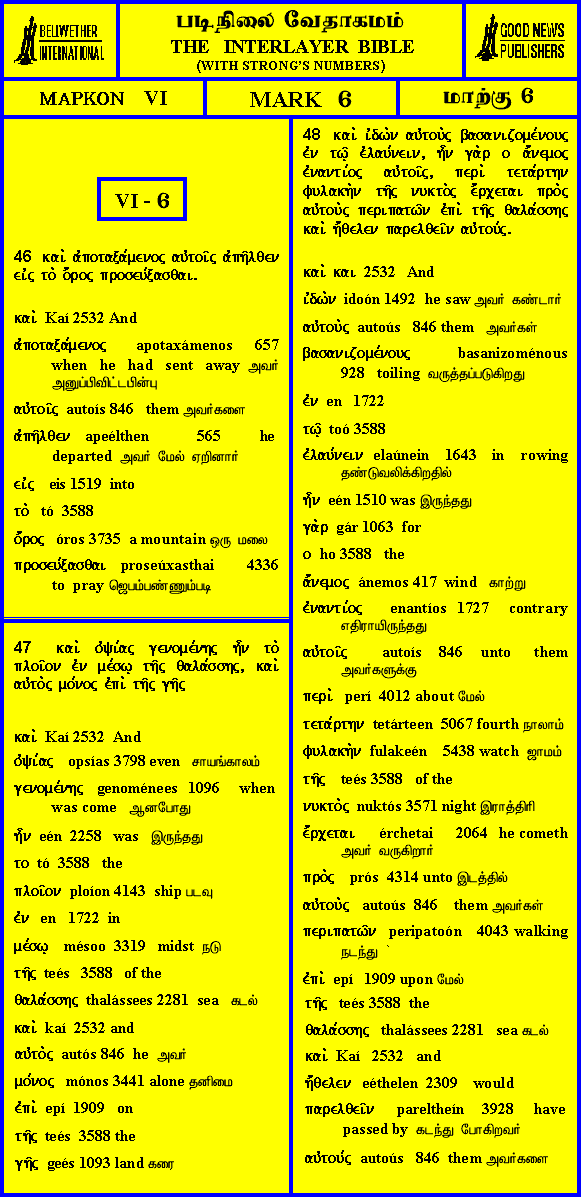 BELLWETHER
INTERNATIONAL
படிநிலை வேதாகமம்
THE INTERLAYER BIBLE
(WITH STRONG'S NUMBERS)
GOOD NEWS
PUBLISHERS
ΜΑΡΚΟΝ VI
MARK 6
மாற்கு 6
VI - 6
46 καὶ ἀποταξάμενος αὐτοῖς ἀπῆλθεν
εἰς τὸ ὄρος προσεύξασθαι.
καὶ Kaí 2532 And
ἀποταξάμενος apotaxámenos 657
when he had sent away அவர்
அனுப்பிவிட்டபின்பு
αὐτοῖς autoís 846 them அவர்களை
ἀπῆλθεν apeélthen 565 he
departed அவர் மேல் ஏறினார்
εἰς eis 1519 into
τὸ tó 3588
ὄρος óros 3735 a mountain ஒரு மலை
προσεύξασθαι proseúxasthai 4336
to pray ஜெபம்பண்ணும்படி
47 καὶ ὀψίας γενομένης ἦν τὸ
πλοῖον ἐν μέσῳ τῆς θαλάσσης, καὶ
αὐτὸς μόνος ἐπὶ τῆς γῆς
καὶ Kaí 2532 And
ὀψίας opsías 3798 even சாயங்காலம்
γενομένης genoménees 1096 when
was come ஆனபோது
ἦν eén 2258 was இருந்தது
το tó 3588 the
πλοῖον ploíon 4143 ship படவு
ἐν en 1722 in
μέσῳ mésoo 3319 midst நடு
τῆς teés 3588 of the
θαλάσσης thalássees 2281 sea கடல்
καὶ kaí 2532 and
αὐτὸς autós 846 he அவர்
μόνος mónos 3441 alone தனிமை
ἐπὶ epí 1909 on
τῆς teés 3588 the
γῆς geés 1093 land கரை
48 καὶ ἰδὼν αὐτοὺς βασανιζομένους
ἐν τῷ ἐλαύνειν, ἦν γὰρ ο ἄνεμος
ἐναντίος αὐτοῖς, περὶ τετάρτην
φυλακὴν τῆς νυκτὸς ἔρχεται πρὸς
αὐτοὺς περιπατῶν ἐπὶ τῆς θαλάσσης
καὶ ἤθελεν παρελθεῖν αὐτούς.
καὶ και 2532 And
ἰδὼν idoón 1492 he saw அவர் கண்டார்
αὐτοὺς autoús 846 them அவர்கள்
βασανιζομένους basanizoménous
928 toiling வருத்தப்படுகிறது
ἐν en 1722
τῷ toó 3588
ἐλαύνειν elaúnein 1643 in rowing
தண்டுவலிக்கிறதில்
ἦν eén 1510 was இருந்தது
γὰρ gár 1063 for
ο ho 3588 the
ἄνεμος ánemos 417 wind காற்று
ἐναντίος enantíos 1727 contrary
எதிராயிருந்தது
αὐτοῖς autoís 846 unto them
அவர்களுக்கு
περὶ perí 4012 about மேல்
τετάρτην tetárteen 5067 fourth நாலாம்
φυλακὴν fulakeén 5438 watch ஜாமம்
τῆς teés 3588 of the
νυκτὸς nuktós 3571 night இராத்திரி
ἔρχεται érchetai 2064 he cometh
அவர் வருகிறார்
πρὸς prós 4314 unto இடத்தில்
αὐτοὺς autoús 846 them அவர்கள்
περιπατῶν peripatoón 4043 walking
நடந்து `
ἐπὶ epí 1909 upon மேல்
τῆς teés 3588 the
θαλάσσης thalássees 2281 sea கடல்
καὶ Kaí 2532 and
ἤθελεν eéthelen 2309 would
παρελθεῖν pareltheín 3928 have
passed by கடந்து போகிறவர்
αὐτούς autoús 846 them அவர்களை